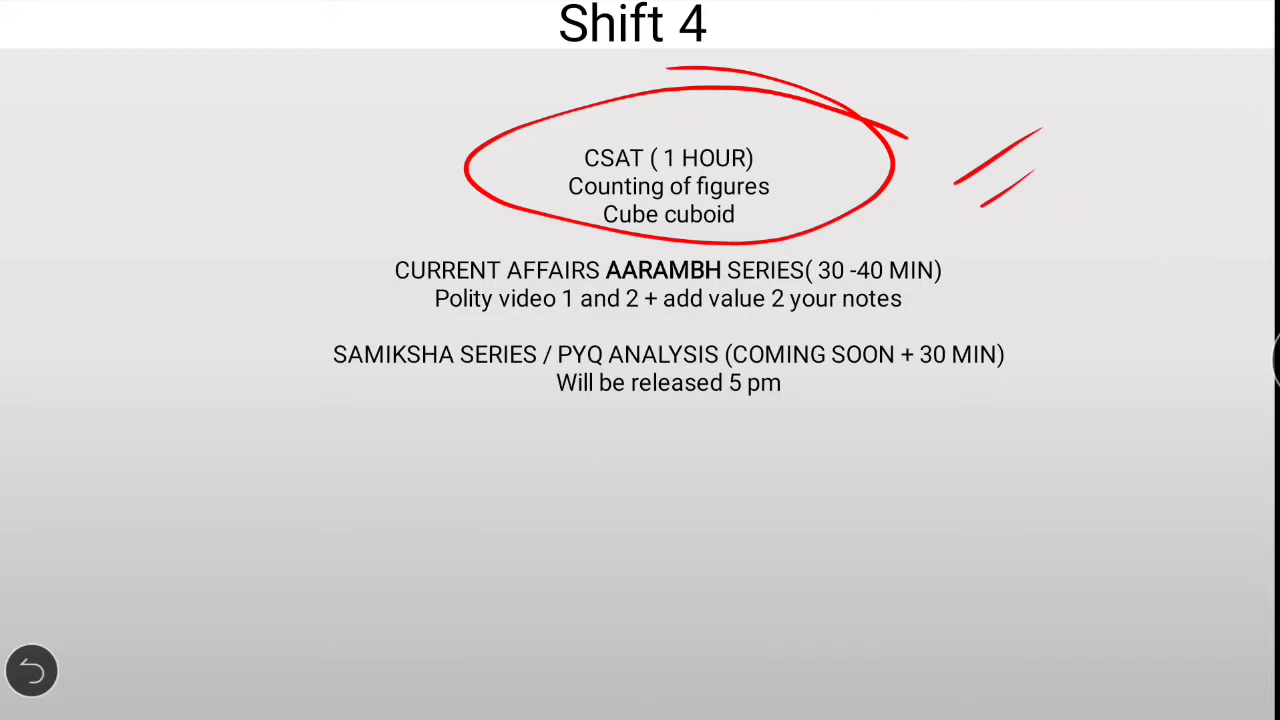 Shift 4
CSAT ( 1 HOUR)
Counting of figures
Cube cuboid
CURRENT AFFAIRS AARAMBH SERIES( 30 -40 MIN)
Polity video 1 and 2 + add value 2 your notes
SAMIKSHA SERIES / PYQ ANALYSIS (COMING SOON + 30 MIN)
Will be released 5 pm